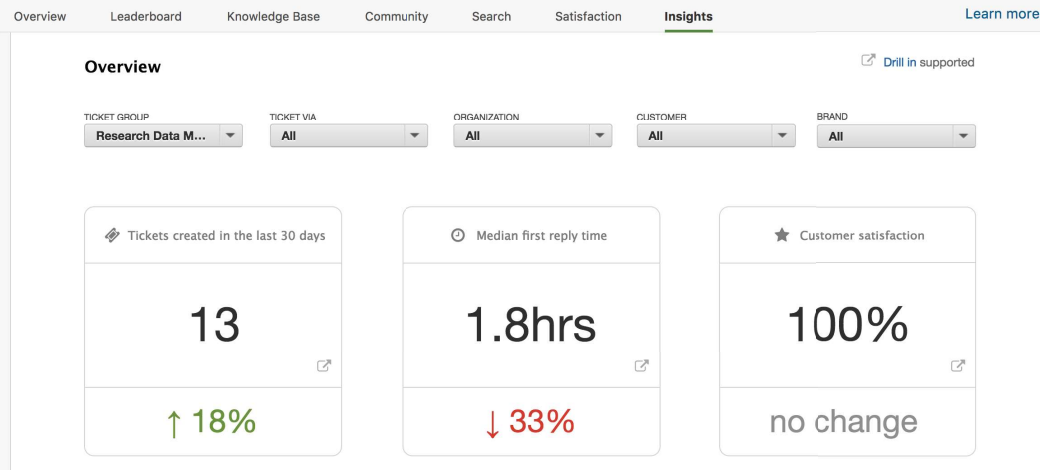 Overview Leaderboard Knowledge Base Community Search Satisfaction Insights Learn more
Overview
Drill in supported
TICKET GROUP TICKET VIA ORGANIZATION CUSTOMER BRAND
Research Data M... All All All All
Tickets created in the last 30 days Median first reply time Customer satisfaction
13 1.8hrs 100%
↑ 18% ↓ 33% no change